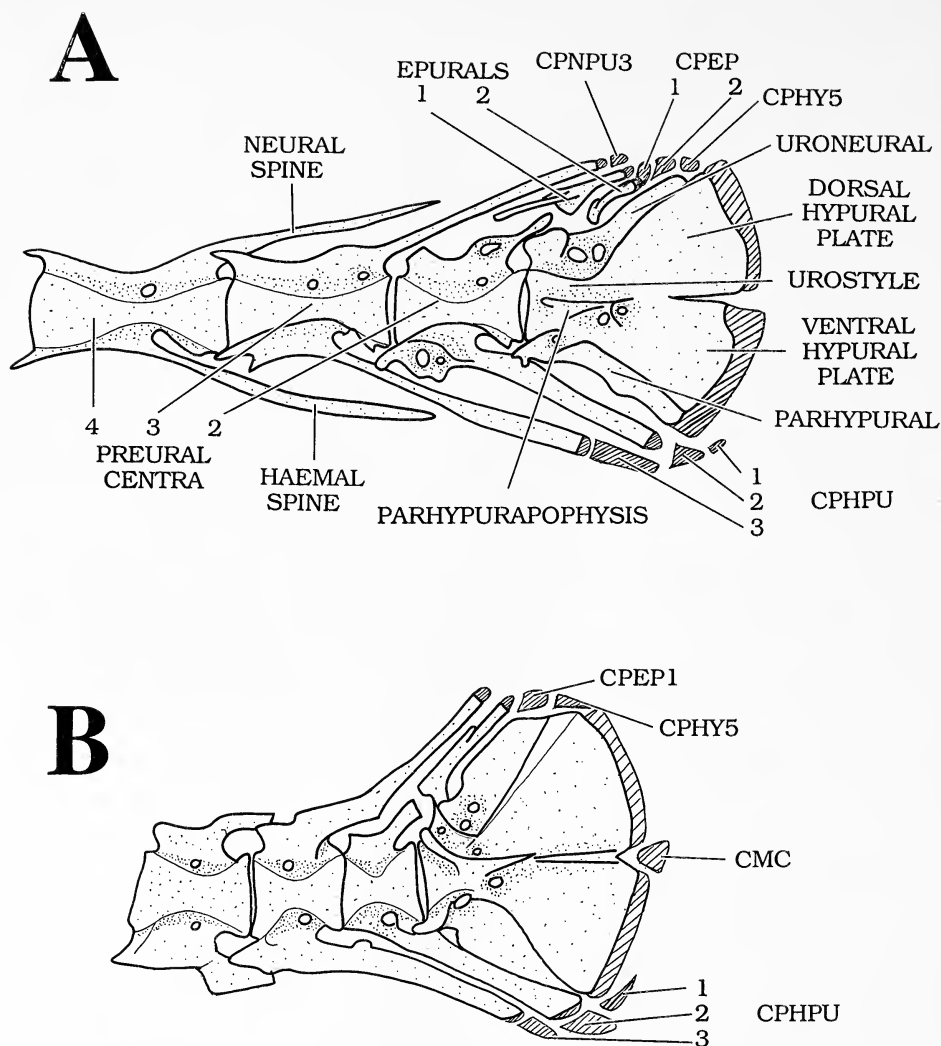 A
EPURALS
1 2
CPNPU3
CPEP
1 2
CPHY5
NEURAL
SPINE
URONEURAL
DORSAL
HYPURAL
PLATE
UROSTYLE
VENTRAL
HYPURAL
PLATE
PARHYPURAL
4 3 2
PREURAL
CENTRA
HAEMAL
SPINE
PARHYPURAPOPHYSIS
1
2 CPHPU
3
B
CPEP1
CPHY5
CMC
1
2 CPHPU
3